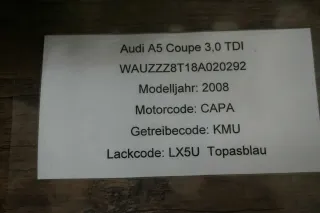 Audi A5 Coupe 3,0 TDI
WAUZZZ8T18A020292
Modelljahr: 2008
Motorcode: CAPA
Getreibecode: KMU
Lackcode: LX5U Topasblau